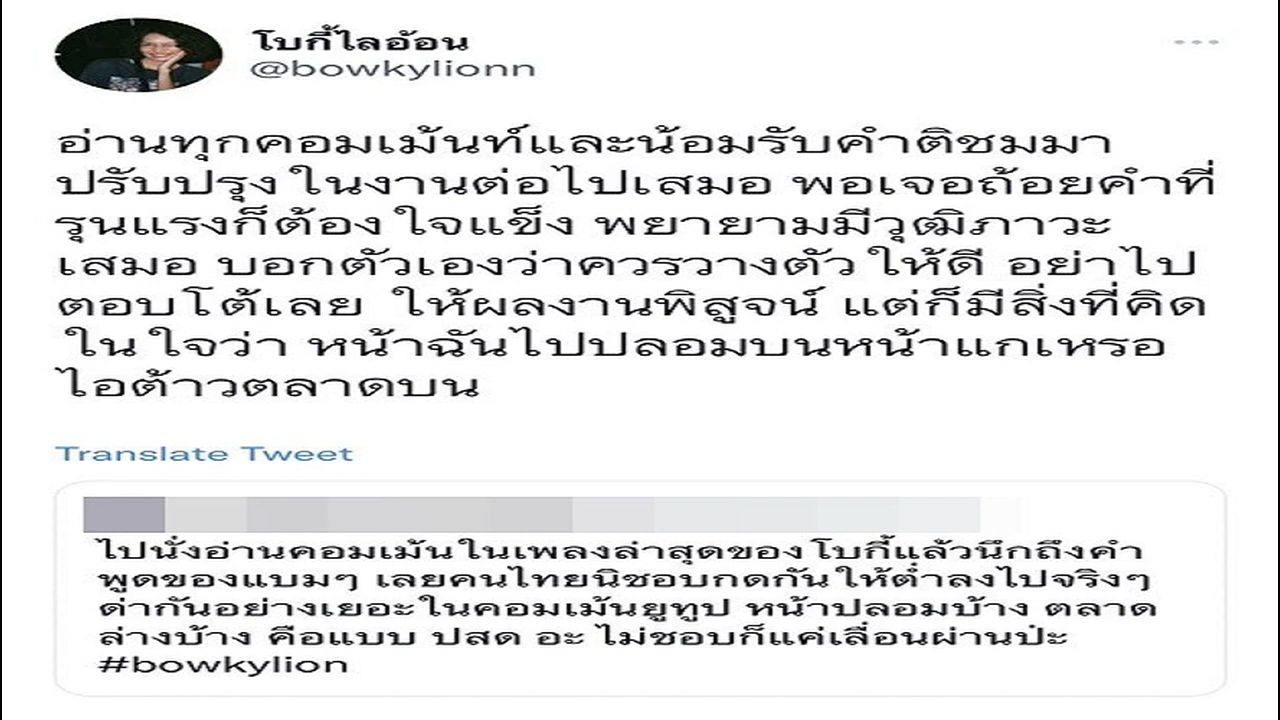 โบกี้ไลอ้อน
@bowkylionn
อ่านทุกคอมเม้นท์และน้อมรับคำติชมมา
ปรับปรุง ในงานต่อไปเสมอ พอเจอถ้อยคำที่
รุนแรงก็ต้อง ใจแข็ง พยายามมีวุฒิภาวะ
เสมอ บอกตัวเองว่าควรวางตัว ให้ดี อย่าไป
ตอบโต้เลย ให้ผลงานพิสูจน์ แต่ก็มีสิ่งที่คิด
ใน ใจว่า หน้าฉันไปปลอมบนหน้าแกเหรอ
ไอต้าวตลาดบน
Translate Tweet
ไปนั่งอ่านคอมเม้นในเพลงล่าสุดของโบกี้แล้วนึกถึงคำ
พูดของแบมๆ เลยคนไทยนิชอบกดกันให้ต่ำลงไปจริงๆ
ด่ากันอย่างเยอะในคอมเม้นยูทูป หน้าปลอมบ้าง ตลาด
ล่างบ้าง คือแบบ ปสด อะ ไม่ชอบก็แค่เลื่อนผ่านป่ะ
#bowkylion